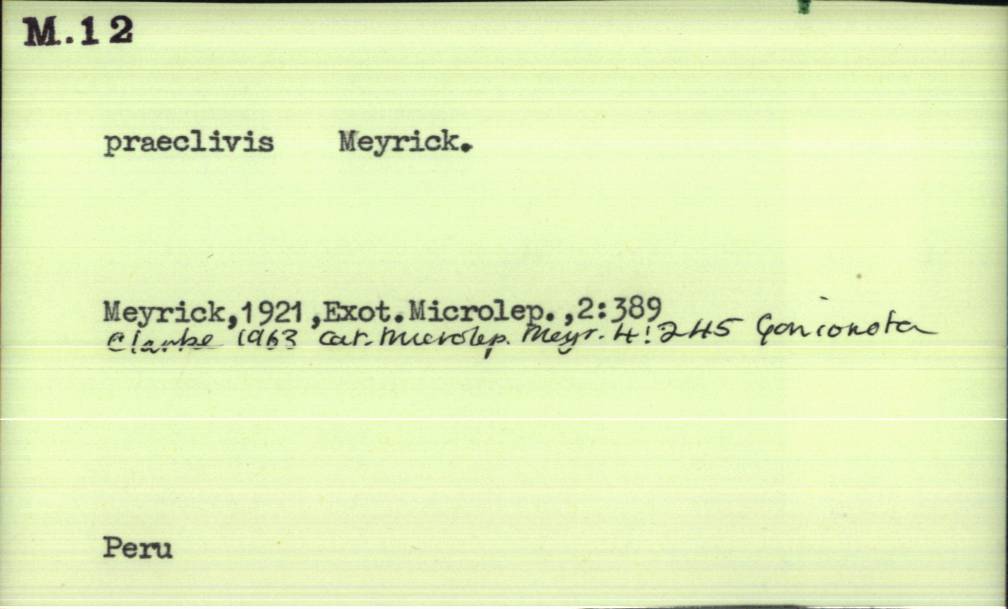 M.12
praeclivis Meyrick.
Meyrick,1921,Exot.Microlep.,2:389
Clarke 1963 Cat. Microlep. Meyr. 4:245 Gonionota
Peru